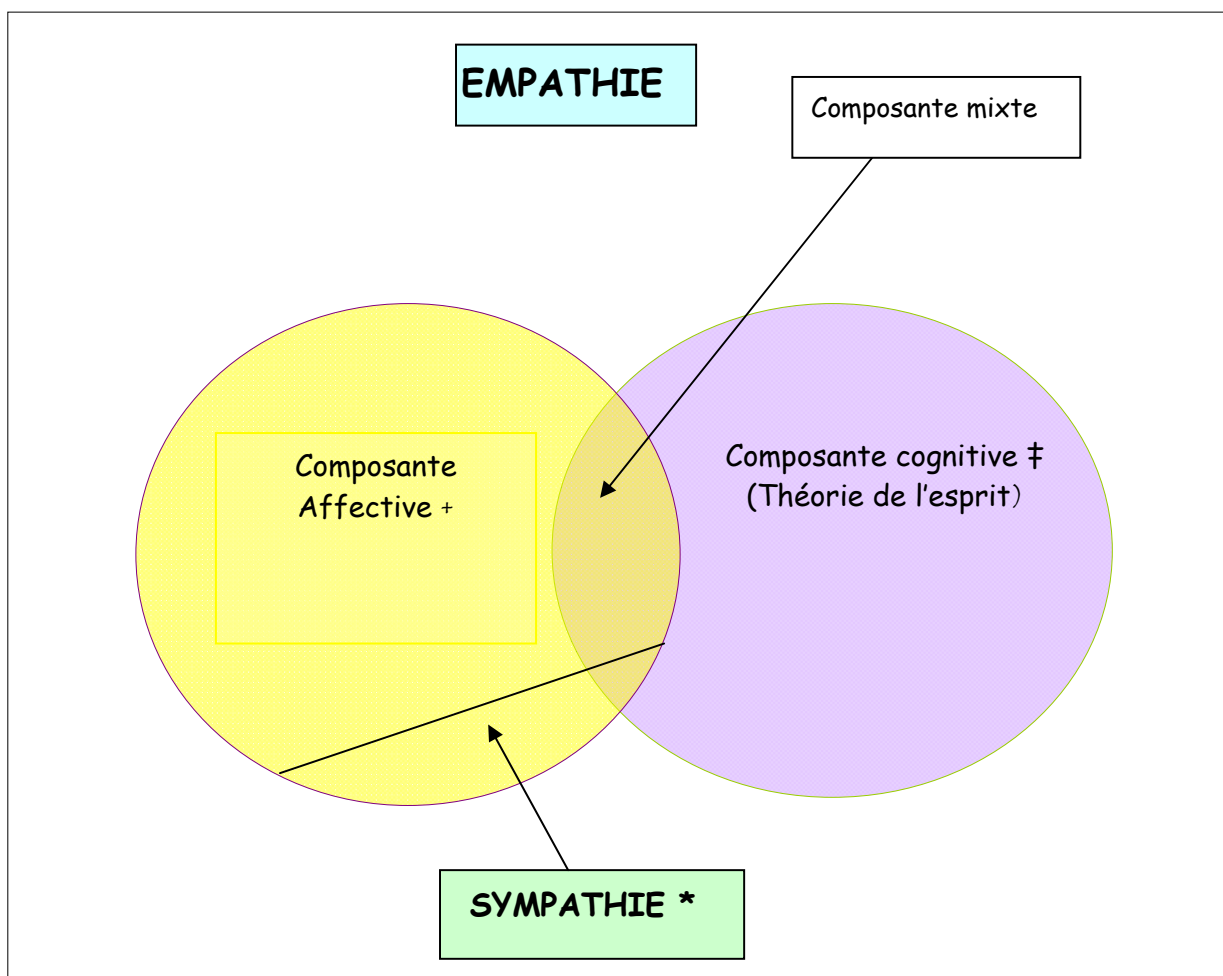 EMPATHIE
Composante mixte
Composante
Affective +
Composante cognitive ‡
(Théorie de l’esprit)
SYMPATHIE *